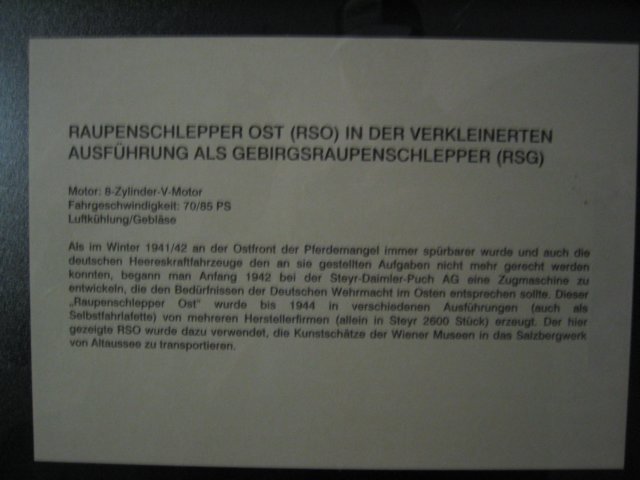 RAUPENSCHLEPPER OST (RSO) IN DER VERKLEINERTEN
AUSFÜHRUNG ALS GEBIRGSRAUPENSCHLEPPER (RSG)
Motor: 8-Zylinder-V-Motor
Fahrgeschwindigkeit: 70/85 PS
Luftkühlung/Gebläse
Als im Winter 1941/42 an der Ostfront der Pferdemangel immer spürbarer wurde und auch die
deutschen Heereskraftfahrzeuge den an sie gestellten Aufgaben nicht mehr gerecht werden
konnten, begann man Anfang 1942 bei der Steyr-Daimler-Puch AG eine Zugmaschine zu
entwickeln, die den Bedürfnissen der Deutschen Wehrmacht im Osten entsprechen sollte. Dieser
„Raupenschlepper Ost" wurde bis 1944 in verschiedenen Ausführungen (auch als
Selbstfahrlafette) von mehreren Herstellerfirmen (allein in Steyr 2600 Stück) erzeugt. Der hier
gezeigte RSO wurde dazu verwendet, die Kunstschätze der Wiener Museen in das Salzbergwerk
von Altaussee zu transportieren.